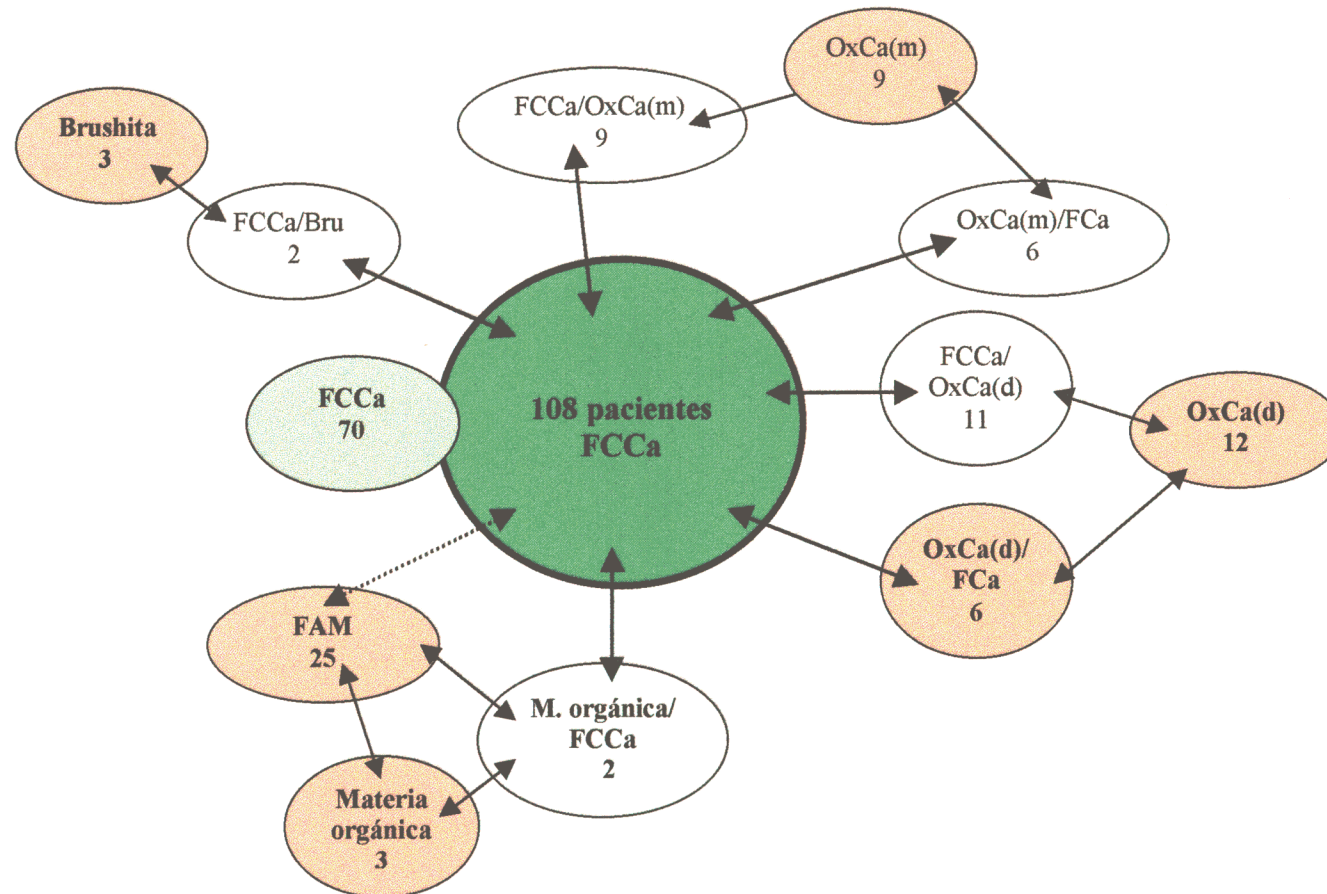 OxCa(m)
9
FCCa/OxCa(m)
9
Brushita
3
FCCa/Bru
2
OxCa(m)/FCa
6
FCCa/
OxCa(d)
11
OxCa(d)
12
FCCa
70
108 pacientes
FCCa
OxCa(d)/
FCa
6
FAM
25
M. orgánica/
FCCa
2
Materia
orgánica
3